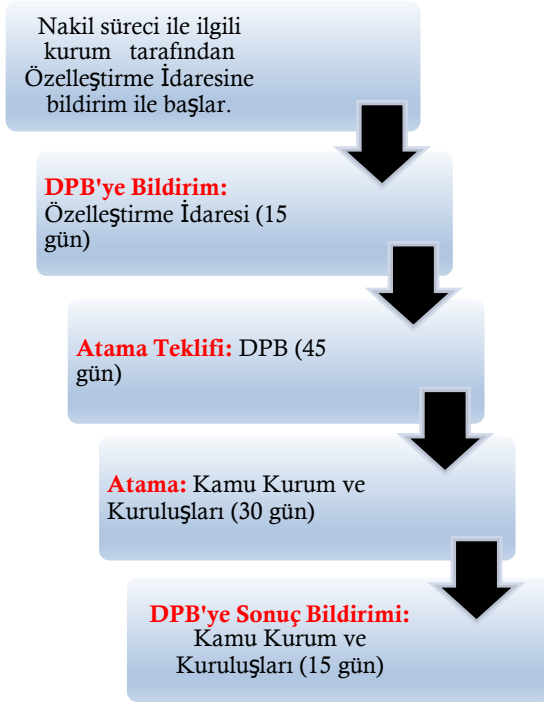 Nakil süreci ile ilgili
kurum tarafından
Özelleştirme İdaresine
bildirim ile başlar.
DPB'ye Bildirim:
Özelleştirme İdaresi (15
gün)
Atama Teklifi: DPB (45
gün)
Atama: Kamu Kurum ve
Kuruluşları (30 gün)
DPB'ye Sonuç Bildirimi:
Kamu Kurum ve
Kuruluşları (15 gün)